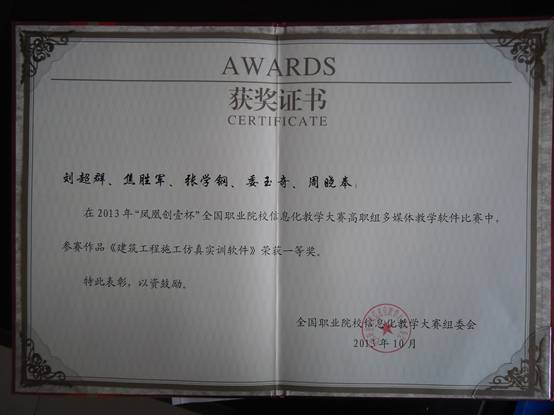 AWARDS
获奖证书
CERTIFICATE
刘超群、焦胜军、张学钢、娄玉奇、周晓奉:
在2013年“凤凰创壹杯”全国职业院校信息化教学大赛高职组多媒体教学软件比赛中,
参赛作品《建筑工程施工仿真实训软件》荣获一等奖。
特此表彰,以资鼓励。
全国职业院校信息化教学大赛组委会
2013年10月